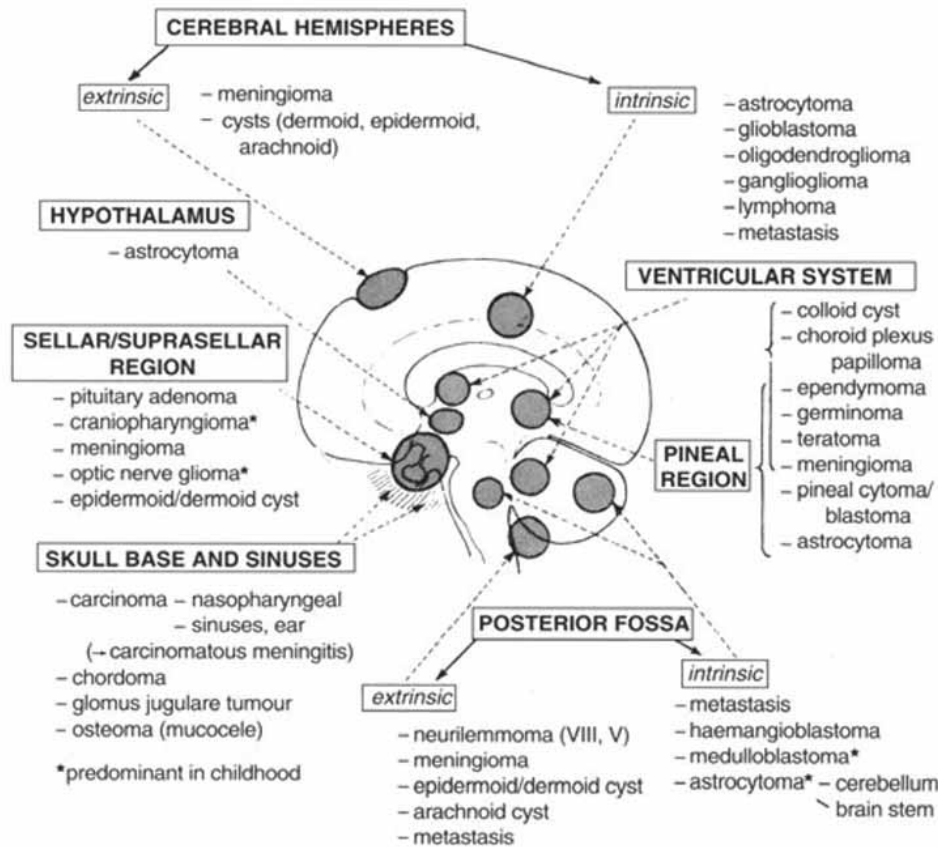 CEREBRAL HEMISPHERES
extrinsic
– meningioma
– cysts (dermoid, epidermoid,
arachnoid)
intrinsic
– astrocytoma
– glioblastoma
– oligodendroglioma
– ganglioglioma
– lymphoma
– metastasis
HYPOTHALAMUS
– astrocytoma
VENTRICULAR SYSTEM
– colloid cyst
– choroid plexus
papilloma
– ependymoma
– germinoma
– teratoma
– meningioma
– pineal cytoma/
blastoma
– astrocytoma
PINEAL
REGION
SELLAR/SUPRASELLAR
REGION
– pituitary adenoma
– craniopharyngioma*
– meningioma
– optic nerve glioma*
– epidermoid/dermoid cyst
SKULL BASE AND SINUSES
– carcinoma – nasopharyngeal
– sinuses, ear
(→ carcinomatous meningitis)
– chordoma
– glomus jugulare tumour
– osteoma (mucocele)
*predominant in childhood
POSTERIOR FOSSA
extrinsic
– neurilemmoma (VIII, V)
– meningioma
– epidermoid/dermoid cyst
– arachnoid cyst
– metastasis
intrinsic
– metastasis
– haemangioblastoma
– medulloblastoma*
– astrocytoma* – cerebellum
brain stem